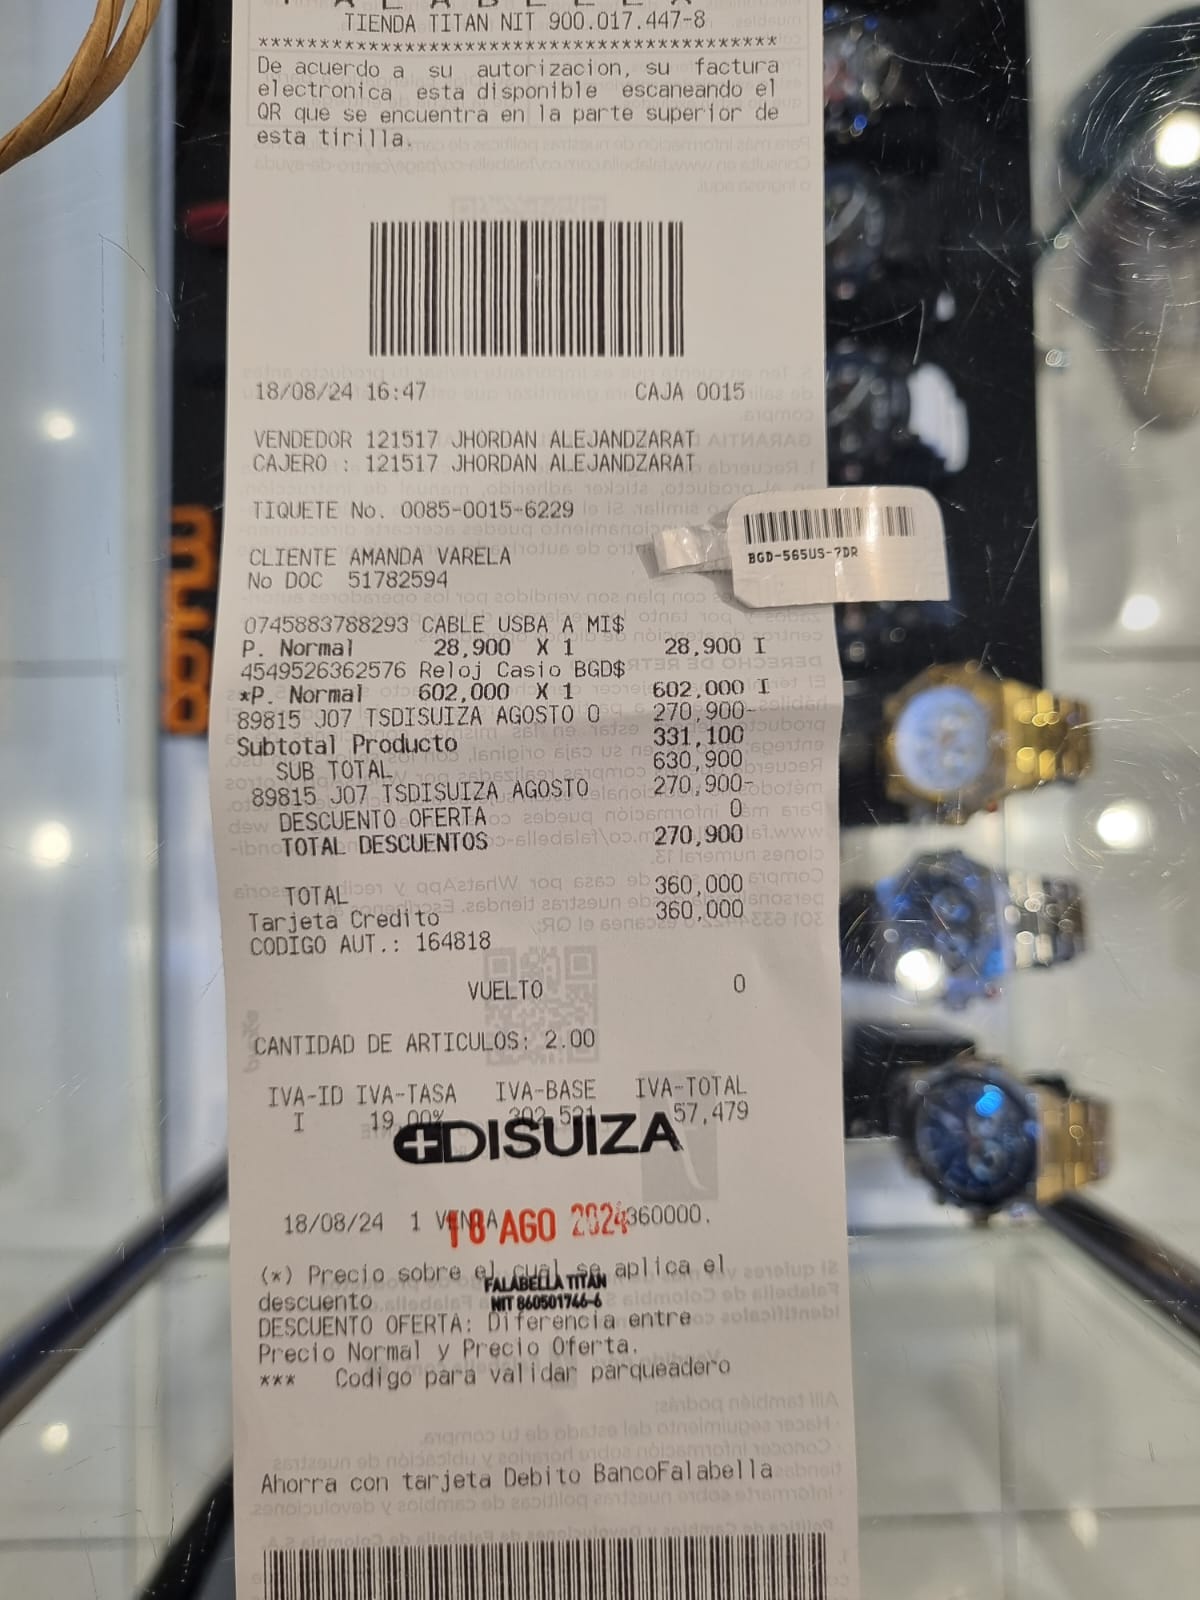 F A L A B E L L A
TIENDA TITAN NIT 900.017.447-8
*******************************************
De acuerdo a su autorizacion, su factura
electronica esta disponible escaneando el
QR que se encuentra en la parte superior de
esta tirilla.
18/08/24 16:47 CAJA 0015
VENDEDOR 121517 JHORDAN ALEJANDZARAT
CAJERO : 121517 JHORDAN ALEJANDZARAT
TIQUETE No. 0085-0015-6229
BGD-565US-7DR
CLIENTE AMANDA VARELA
No DOC 51782594
0745883788293 CABLE USBA A MI$
P. Normal 28,900 X 1 28,900 I
4549526362576 Reloj Casio BGD$
*P. Normal 602,000 X 1 602,000 I
89815 J07 TSDISUIZA AGOSTO 0 270,900-
Subtotal Producto 331,100
SUB TOTAL 630,900
89815 J07 TSDISUIZA AGOSTO 270,900-
DESCUENTO OFERTA 0
TOTAL DESCUENTOS 270,900
TOTAL 360,000
Tarjeta Credito 360,000
CODIGO AUT.: 164818
VUELTO 0
CANTIDAD DE ARTICULOS: 2.00
IVA-ID IVA-TASA IVA-BASE IVA-TOTAL
I 19.00% 302,521 57,479
DISUIZA
18/08/24 1 VENTA 360000.
18 AGO 2024
(*) Precio sobre el cual se aplica el
descuento
FALABELLA TITAN
NIT 860501746-6
DESCUENTO OFERTA: Diferencia entre
Precio Normal y Precio Oferta.
*** Codigo para validar parqueadero
Ahorra con tarjeta Debito BancoFalabella